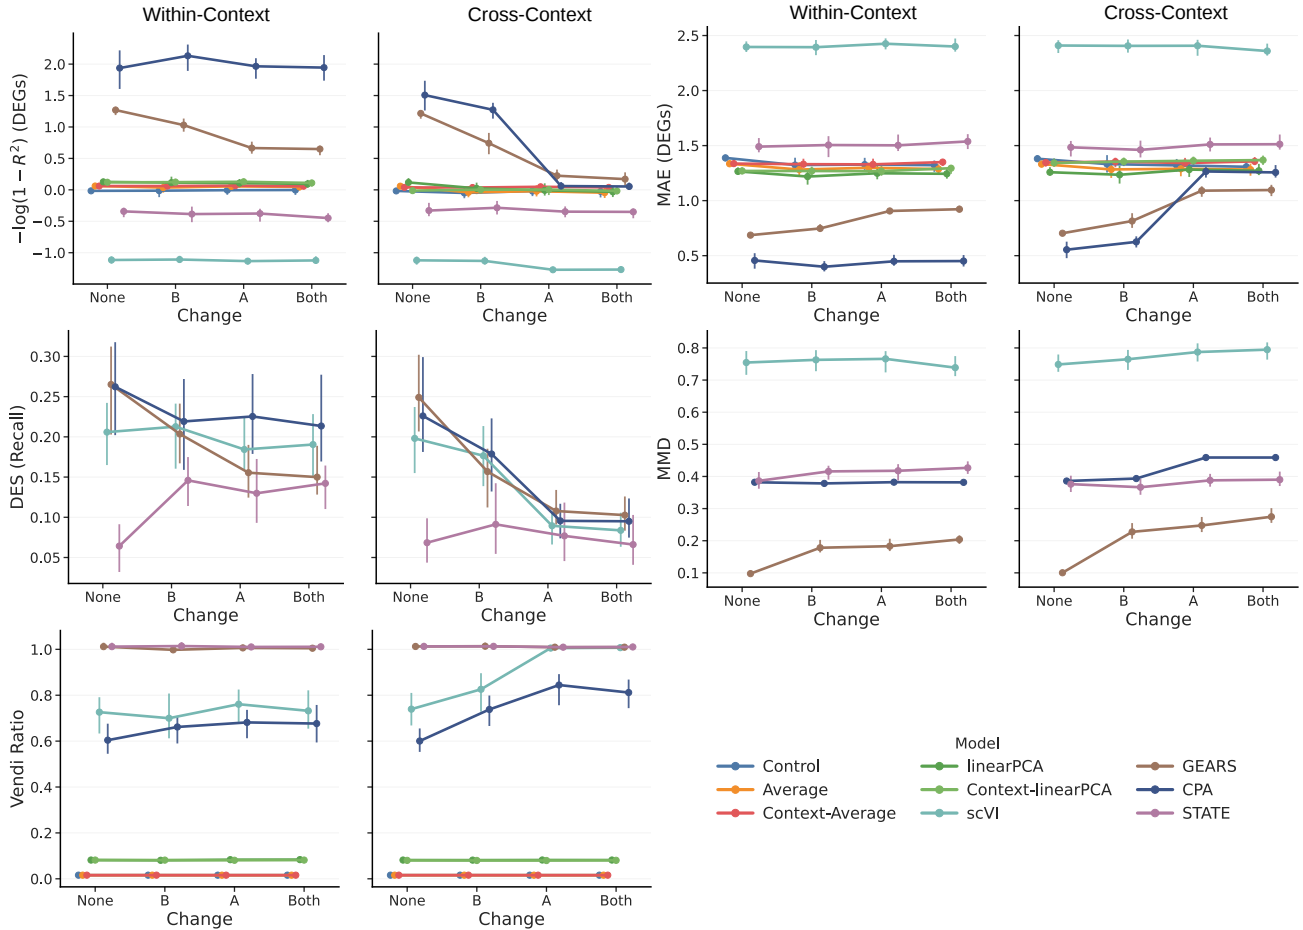 Within-Context
Cross-Context
Within-Context
Cross-Context
−log(1 − R²) (DEGs)
2.0
1.5
1.0
0.5
0.0
−0.5
−1.0
None B A Both
Change
None B A Both
Change
MAE (DEGs)
2.5
2.0
1.5
1.0
0.5
None B A Both
Change
None B A Both
Change
DES (Recall)
0.30
0.25
0.20
0.15
0.10
0.05
None B A Both
Change
None B A Both
Change
MMD
0.8
0.7
0.6
0.5
0.4
0.3
0.2
0.1
None B A Both
Change
None B A Both
Change
Vendi Ratio
1.0
0.8
0.6
0.4
0.2
0.0
None B A Both
Change
None B A Both
Change
Model
Control
Average
Context-Average
linearPCA
Context-linearPCA
scVI
GEARS
CPA
STATE